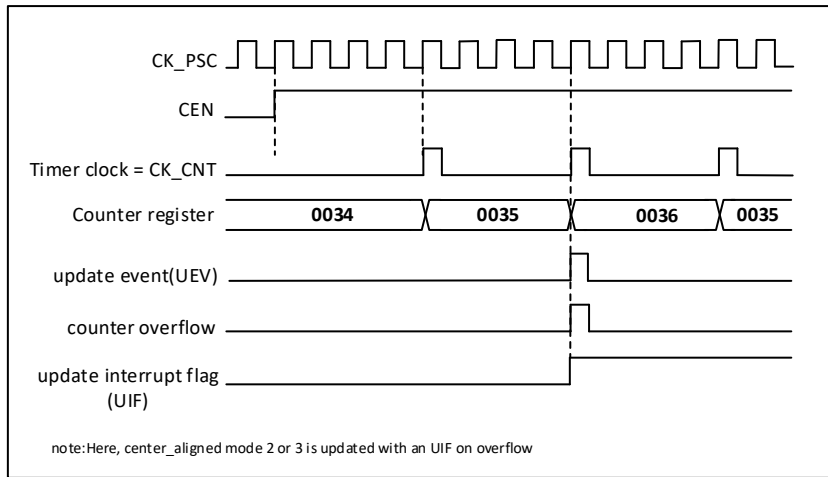 CK_PSC
CEN
Timer clock = CK_CNT
Counter register 0034 0035 0036 0035
update event(UEV)
counter overflow
update interrupt flag
(UIF)
note:Here, center_aligned mode 2 or 3 is updated with an UIF on overflow